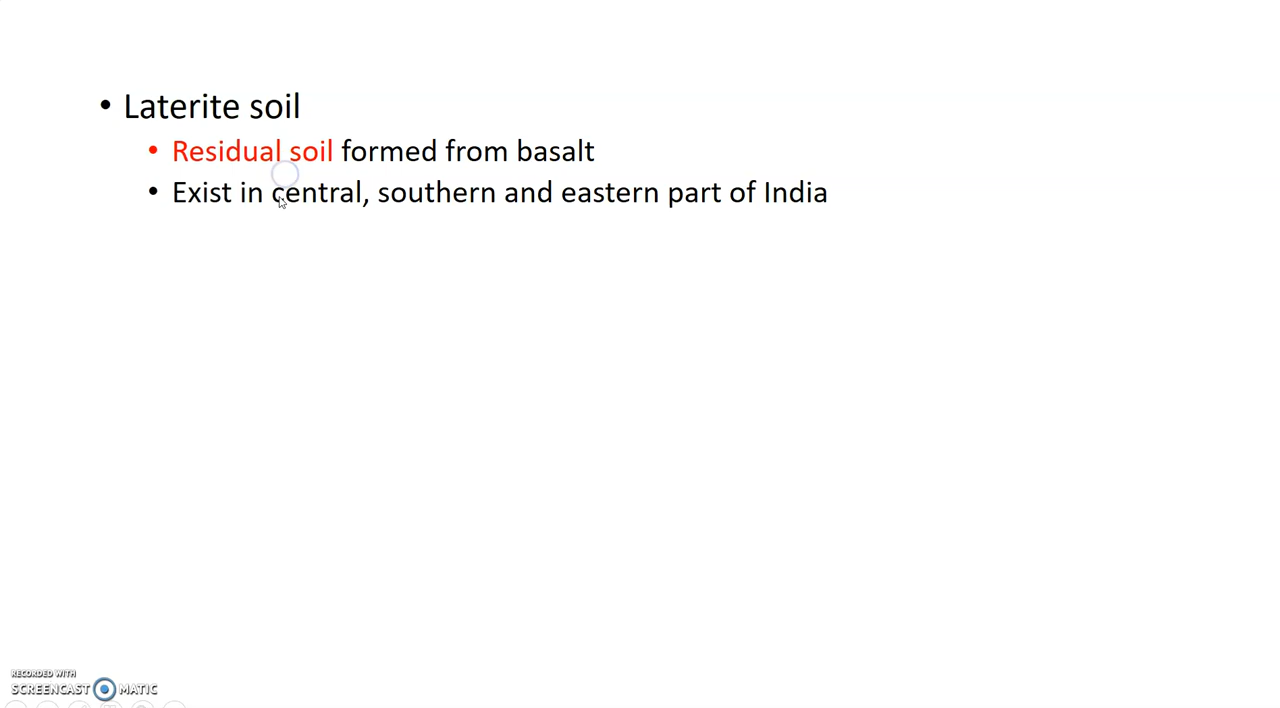 • Laterite soil
• Residual soil formed from basalt
• Exist in central, southern and eastern part of India
RECORDED WITH
SCREENCAST MATIC